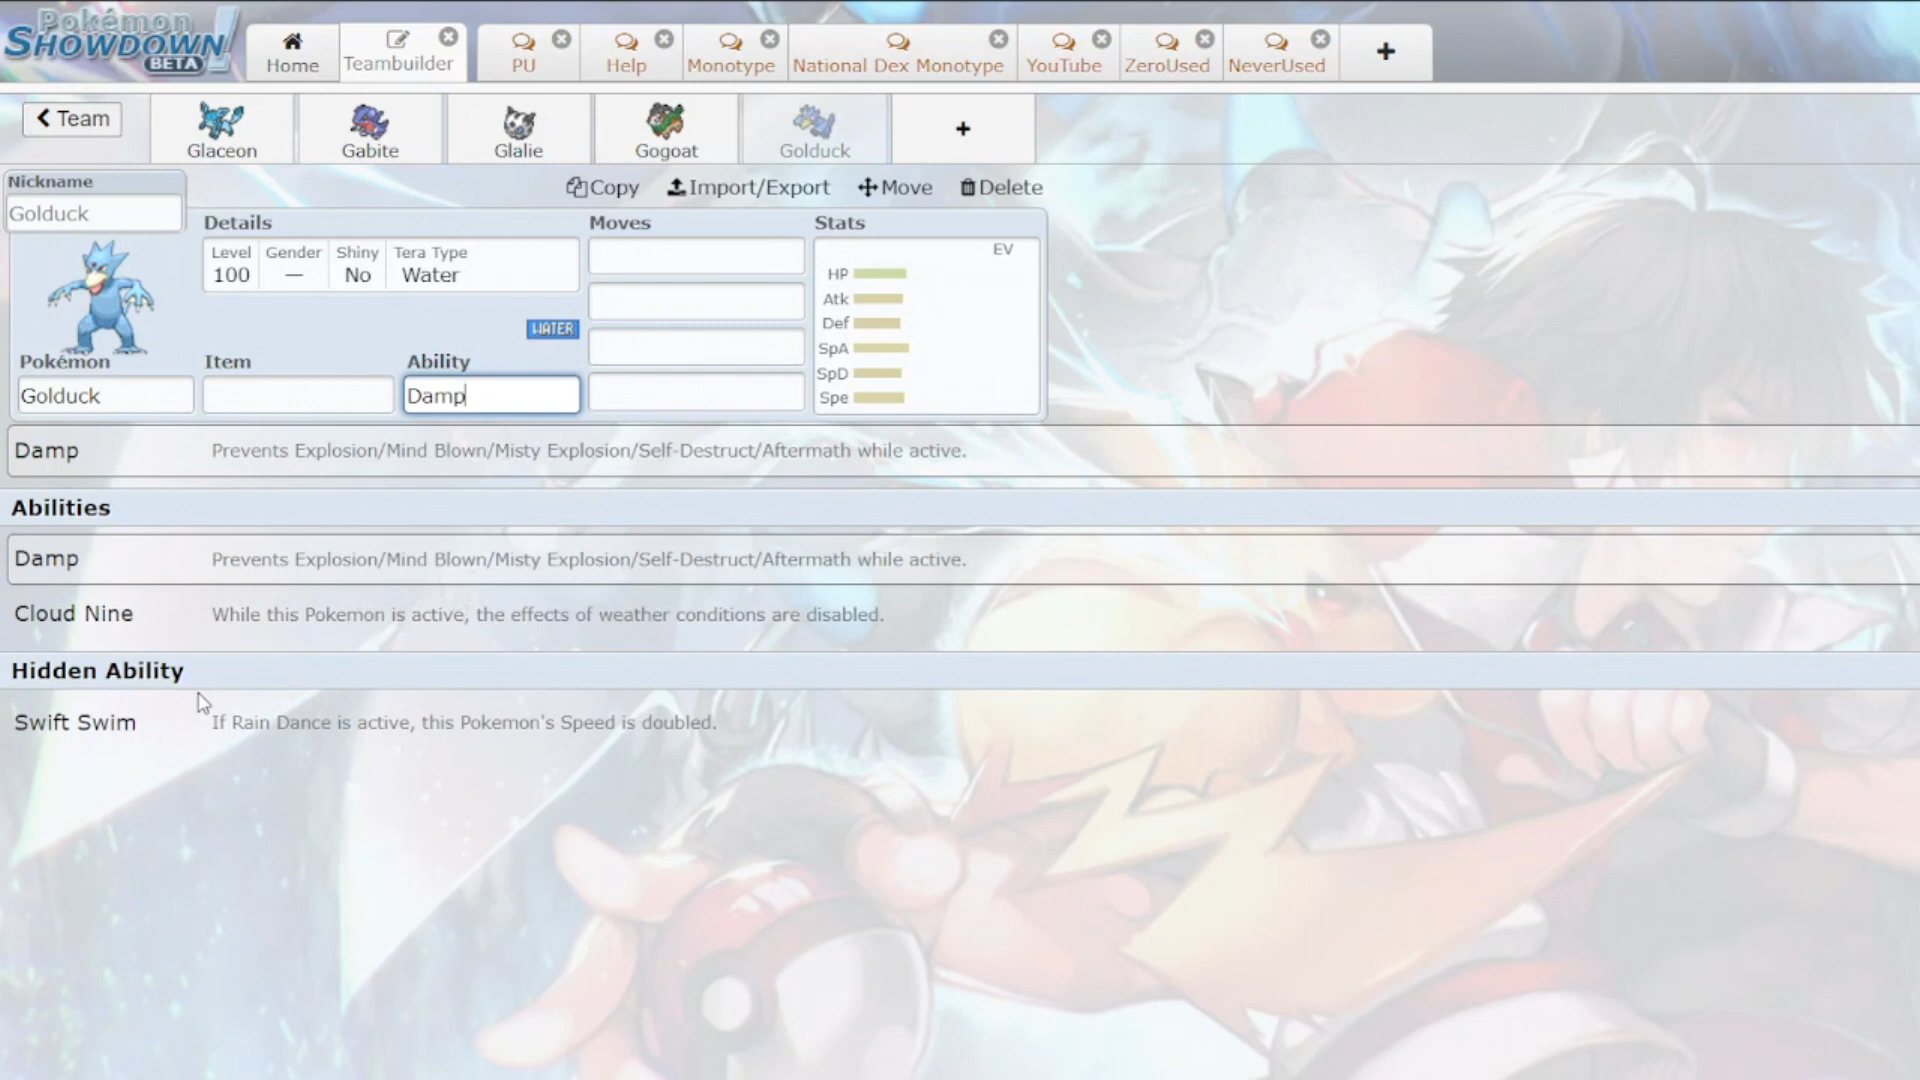 Pokémon
SHOWDOWN!
BETA
Home
Teambuilder
PU
Help
Monotype
National Dex Monotype
YouTube
ZeroUsed
NeverUsed
+
Team
Glaceon
Gabite
Glalie
Gogoat
Golduck
+
Nickname
Golduck
Copy
Import/Export
Move
Delete
Details
Moves
Stats
Level
Gender
Shiny
Tera Type
100
—
No
Water
EV
HP
Atk
Def
SpA
SpD
Spe
WATER
Pokémon
Item
Ability
Golduck
Damp
Damp Prevents Explosion/Mind Blown/Misty Explosion/Self-Destruct/Aftermath while active.
Abilities
Damp Prevents Explosion/Mind Blown/Misty Explosion/Self-Destruct/Aftermath while active.
Cloud Nine While this Pokemon is active, the effects of weather conditions are disabled.
Hidden Ability
Swift Swim If Rain Dance is active, this Pokemon's Speed is doubled.